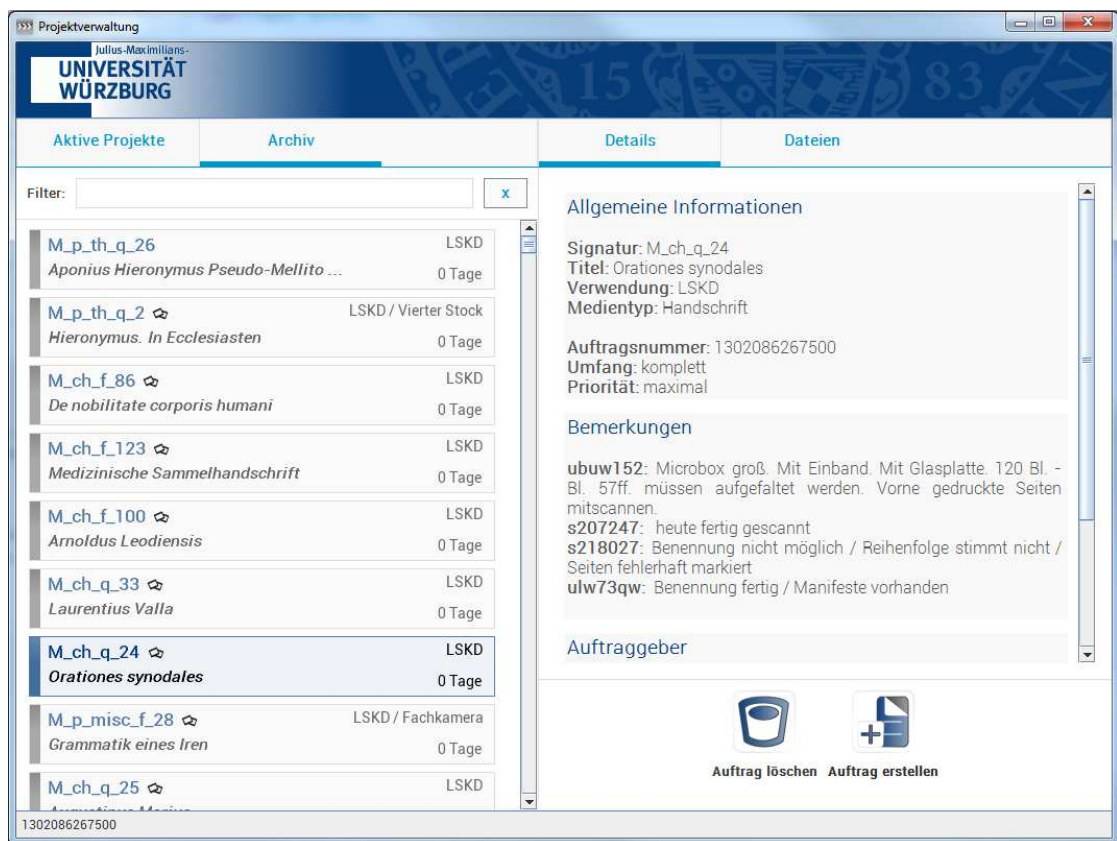 Projektverwaltung
Julius-Maximilians-
UNIVERSITÄT
WÜRZBURG
15
83
Aktive Projekte
Archiv
Details
Dateien
Filter:
x
M_p_th_q_26
LSKD
Aponius Hieronymus Pseudo-Mellito ...
0 Tage
M_p_th_q_2
LSKD / Vierter Stock
Hieronymus. In Ecclesiasten
0 Tage
M_ch_f_86
LSKD
De nobilitate corporis humani
0 Tage
M_ch_f_123
LSKD
Medizinische Sammelhandschrift
0 Tage
M_ch_f_100
LSKD
Arnoldus Leodiensis
0 Tage
M_ch_q_33
LSKD
Laurentius Valla
0 Tage
M_ch_q_24
LSKD
Orationes synodales
0 Tage
M_p_misc_f_28
LSKD / Fachkamera
Grammatik eines Iren
0 Tage
M_ch_q_25
LSKD
Allgemeine Informationen
Signatur: M_ch_q_24
Titel: Orationes synodales
Verwendung: LSKD
Medientyp: Handschrift
Auftragsnummer: 1302086267500
Umfang: komplett
Priorität: maximal
Bemerkungen
ubuw152: Microbox groß. Mit Einband. Mit Glasplatte. 120 Bl. -
Bl. 57ff. müssen aufgefaltet werden. Vorne gedruckte Seiten
mitscannen.
s207247: heute fertig gescannt
s218027: Benennung nicht möglich / Reihenfolge stimmt nicht /
Seiten fehlerhaft markiert
ulw73qw: Benennung fertig / Manifeste vorhanden
Auftraggeber
Auftrag löschen
Auftrag erstellen
1302086267500